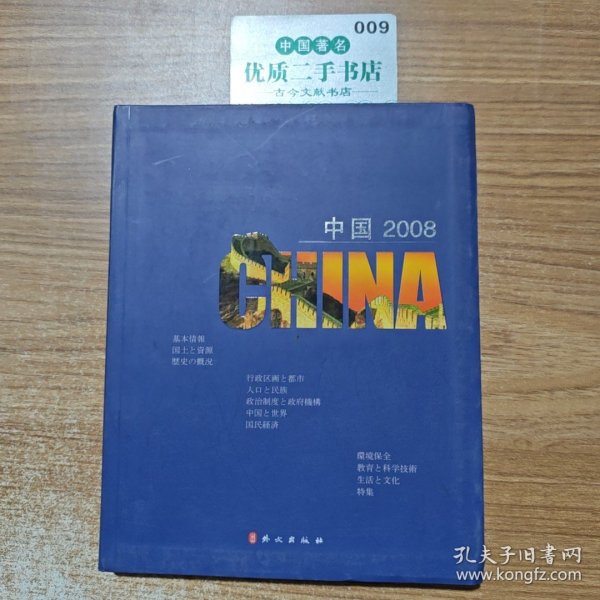 009
中国著名
优质二手书店
古今文献书店
中国 2008
CHINA
基本情報
国土と資源
歴史の概況
行政区画と都市
人口と民族
政治制度と政府機構
中国と世界
国民経済
環境保全
教育と科学技術
生活と文化
特集
外文出版社
孔夫子旧书网
www.kongfz.com